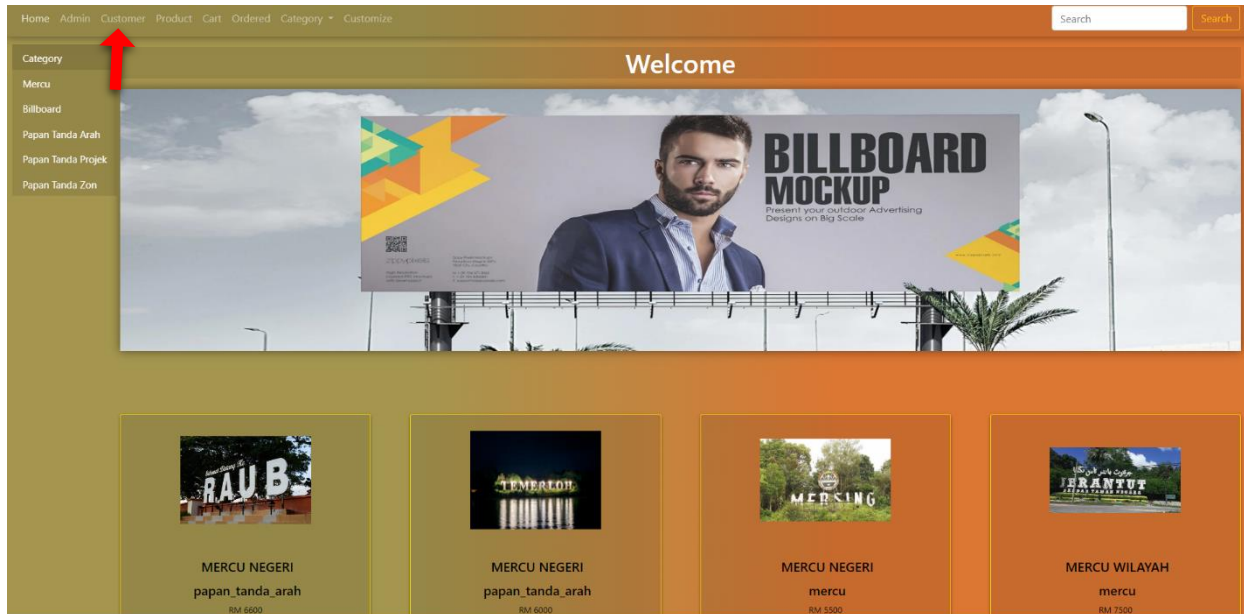 Home Admin Customer Product Cart Ordered Category Customize Search Search
Category
Mercu
Billboard
Papan Tanda Arah
Papan Tanda Projek
Papan Tanda Zon
Welcome
BILLBOARD
MOCKUP
Present your outdoor Advertising
Designs on Big Scale
zippypixels
RAUB
TEMERLOH
MERSING
JERANTUT
MERCU NEGERI
papan_tanda_arah
RM 6600
MERCU NEGERI
papan_tanda_arah
RM 6000
MERCU NEGERI
mercu
RM 5500
MERCU WILAYAH
mercu
RM 7500